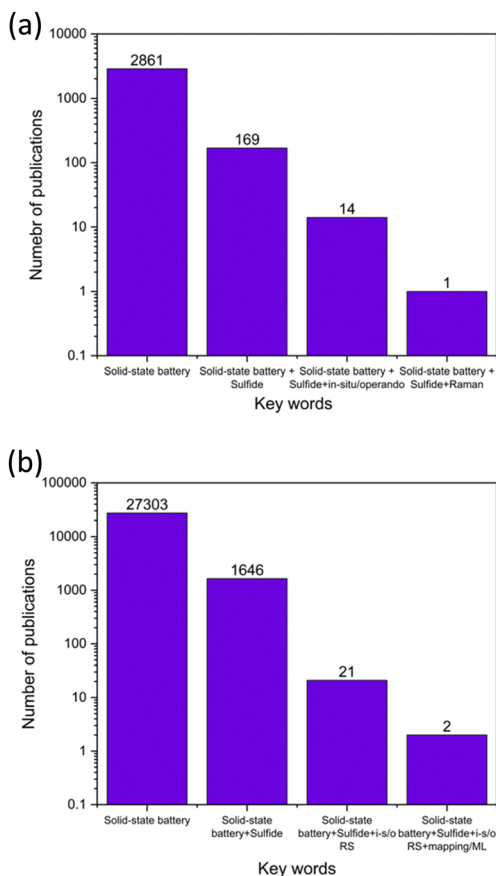 (a)
10000
1000
100
10
1
0.1
Numebr of publications
2861
169
14
1
Solid-state battery
Solid-state battery +
Sulfide
Solid-state battery +
Sulfide+in-situ/operando
Solid-state battery +
Sulfide+Raman
Key words
(b)
100000
10000
1000
100
10
1
0.1
Number of publications
27303
1646
21
2
Solid-state battery
Solid-state
battery+Sulfide
Solid-state
battery+Sulfide+i-s/o
RS
Solid-state
battery+Sulfide+i-s/o
RS+mapping/ML
Key words